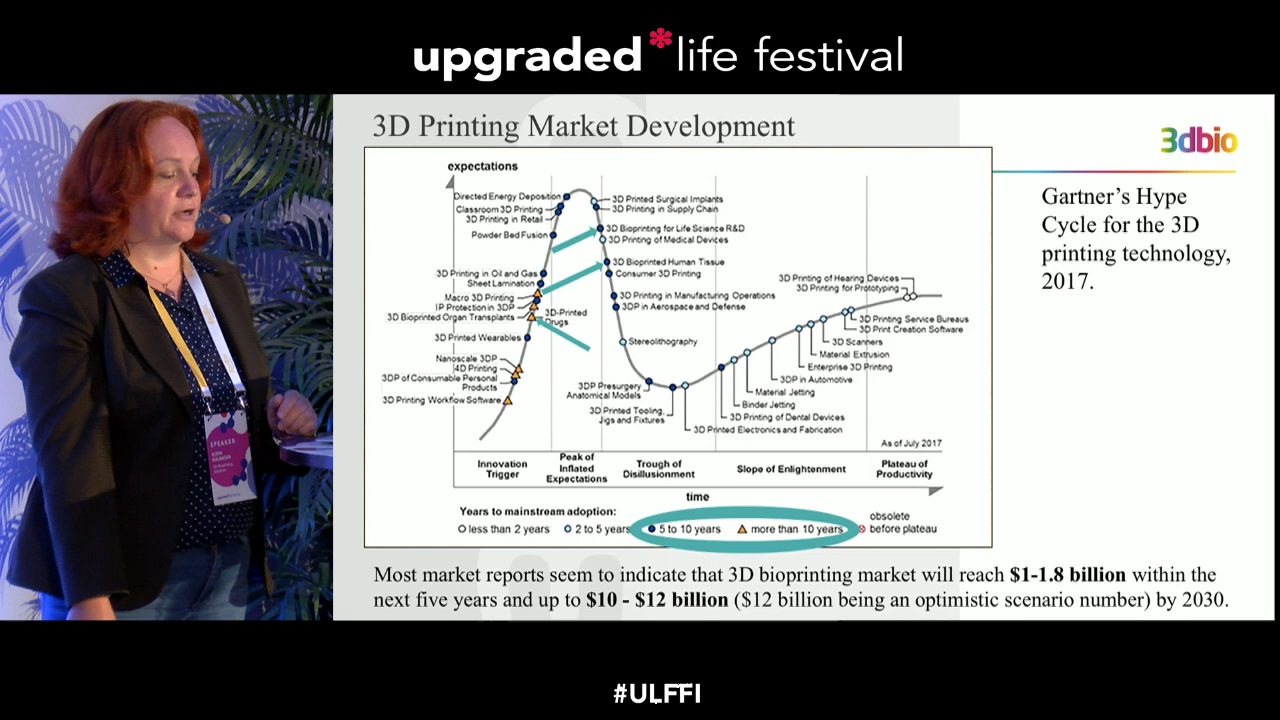 upgraded*life festival
3D Printing Market Development
3dbio
expectations
Directed Energy Deposition
Classroom 3D Printing
3D Printing in Retail
Powder Bed Fusion
3D Printing in Oil and Gas
Sheet Lamination
Macro 3D Printing
IP Protection in 3DP
3D Bioprinted Organ Transplants
3D-Printed
Drugs
3D Printed Wearables
Nanoscale 3DP
4D Printing
3DP of Consumable Personal
Products
3D Printing Workflow Software
3D Printed Surgical Implants
3D Printing in Supply Chain
3D Bioprinting for Life Science R&D
3D Printing of Medical Devices
3D Bioprinted Human Tissue
Consumer 3D Printing
3D Printing in Manufacturing Operations
3DP in Aerospace and Defense
Stereolithography
3DP Presurgery
Anatomical Models
3D Printed Tooling,
Jigs and Fixtures
3D Printed Electronics and Fabrication
3D Printing of Dental Devices
Binder Jetting
Material Jetting
3DP in Automotive
Enterprise 3D Printing
Material Extrusion
3D Scanners
3D Print Creation Software
3D Printing Service Bureaus
3D Printing of Hearing Devices
3D Printing for Prototyping
As of July 2017
Innovation
Trigger
Peak of
Inflated
Expectations
Trough of
Disillusionment
Slope of Enlightenment
Plateau of
Productivity
time
Years to mainstream adoption:
less than 2 years
2 to 5 years
5 to 10 years
more than 10 years
obsolete
before plateau
Gartner's Hype
Cycle for the 3D
printing technology,
2017.
Most market reports seem to indicate that 3D bioprinting market will reach $1-1.8 billion within the
next five years and up to $10 - $12 billion ($12 billion being an optimistic scenario number) by 2030.
SPEAKER
#ULFFI